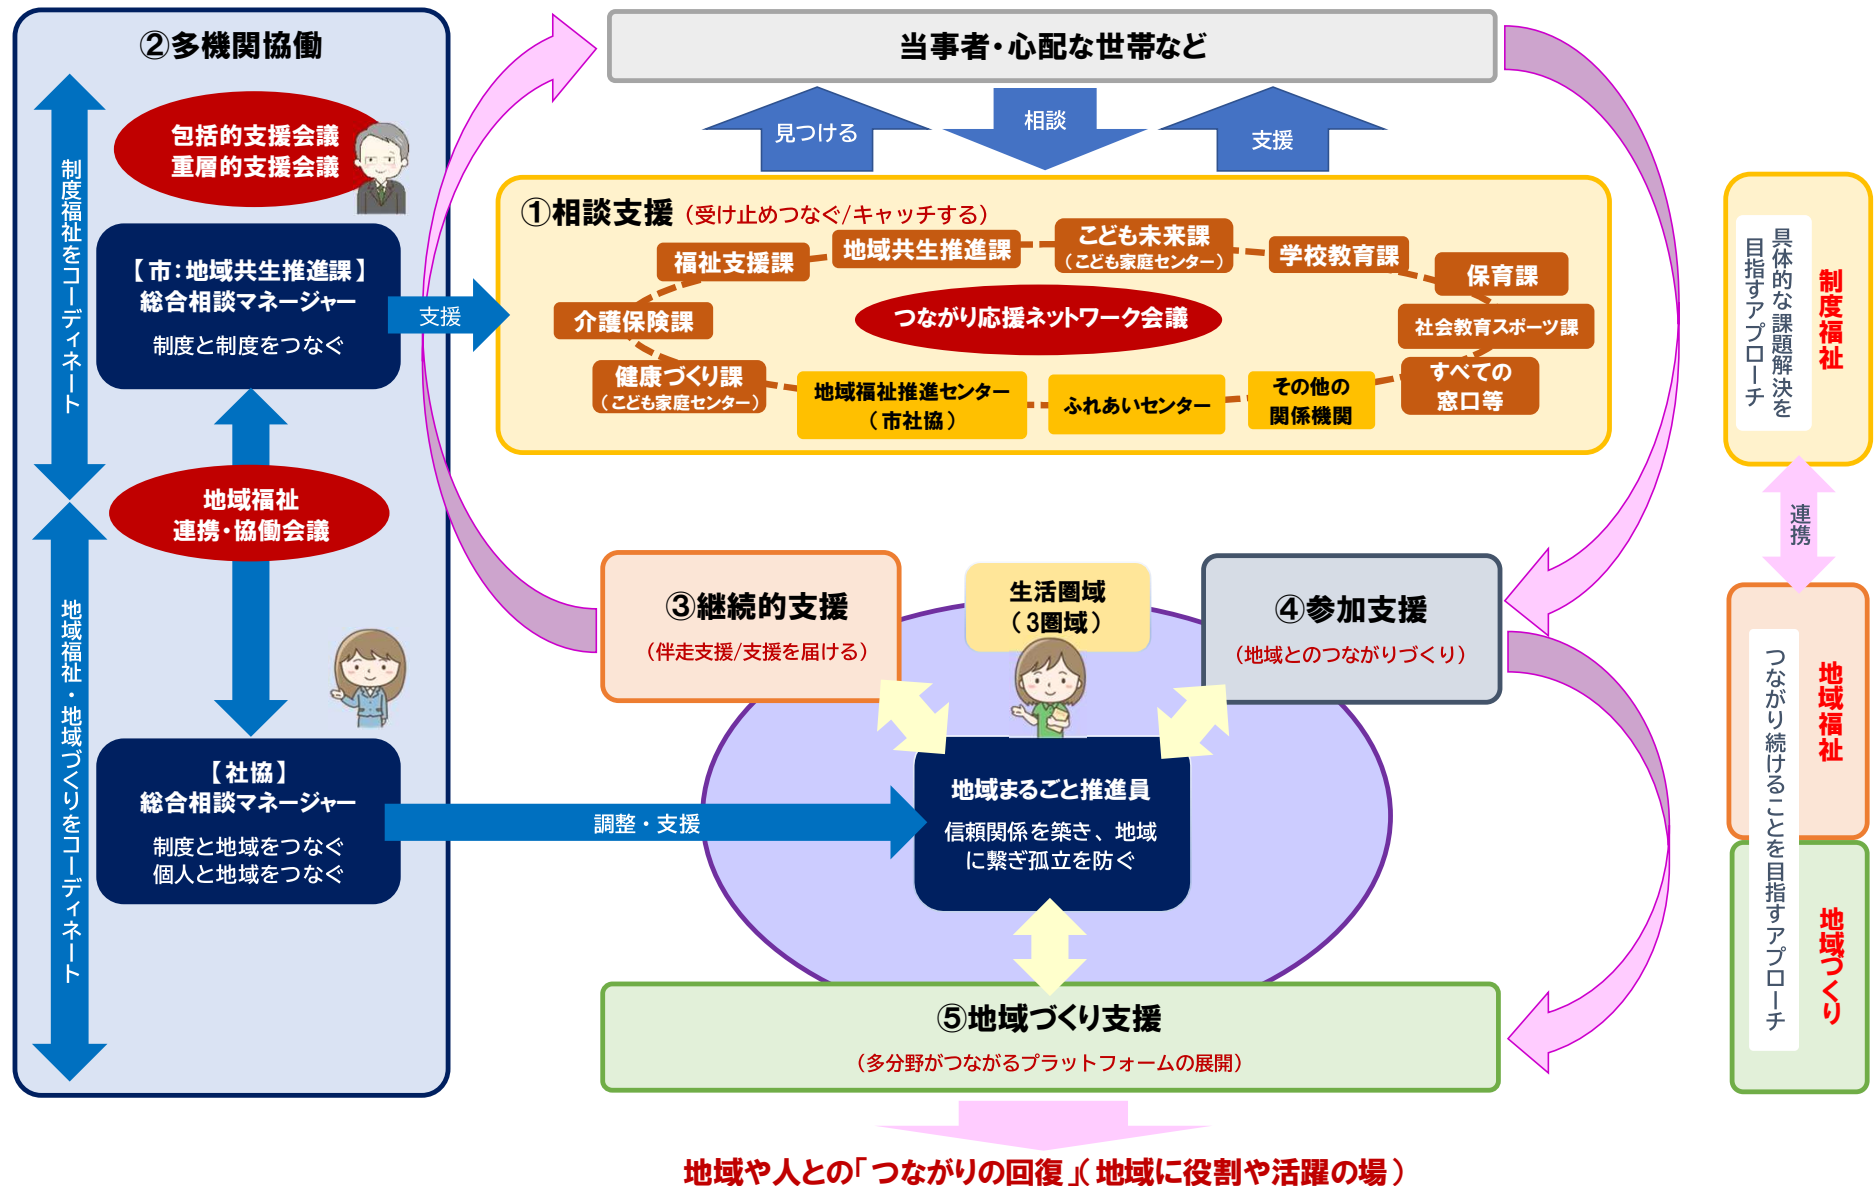 ②多機関協働
包括的支援会議
重層的支援会議
制度福祉をコーディネート
【市：地域共生推進課】
総合相談マネージャー
制度と制度をつなぐ
支援
地域福祉
連携・協働会議
地域福祉・地域づくりをコーディネート
【社協】
総合相談マネージャー
制度と地域をつなぐ
個人と地域をつなぐ
調整・支援
当事者・心配な世帯など
見つける
相談
支援
①相談支援（受け止めつなぐ/キャッチする）
福祉支援課
地域共生推進課
こども未来課
（こども家庭センター）
学校教育課
保育課
介護保険課
つながり応援ネットワーク会議
社会教育スポーツ課
健康づくり課
（こども家庭センター）
地域福祉推進センター
（市社協）
ふれあいセンター
その他の
関係機関
すべての
窓口等
③継続的支援
（伴走支援/支援を届ける）
生活圏域
（3圏域）
④参加支援
（地域とのつながりづくり）
地域まるごと推進員
信頼関係を築き、地域
に繋ぎ孤立を防ぐ
⑤地域づくり支援
（多分野がつながるプラットフォームの展開）
地域や人との「つながりの回復」（地域に役割や活躍の場）
制度福祉
具体的な課題解決を
目指すアプローチ
連携
地域福祉
つながり続けることを目指すアプローチ
地域づくり